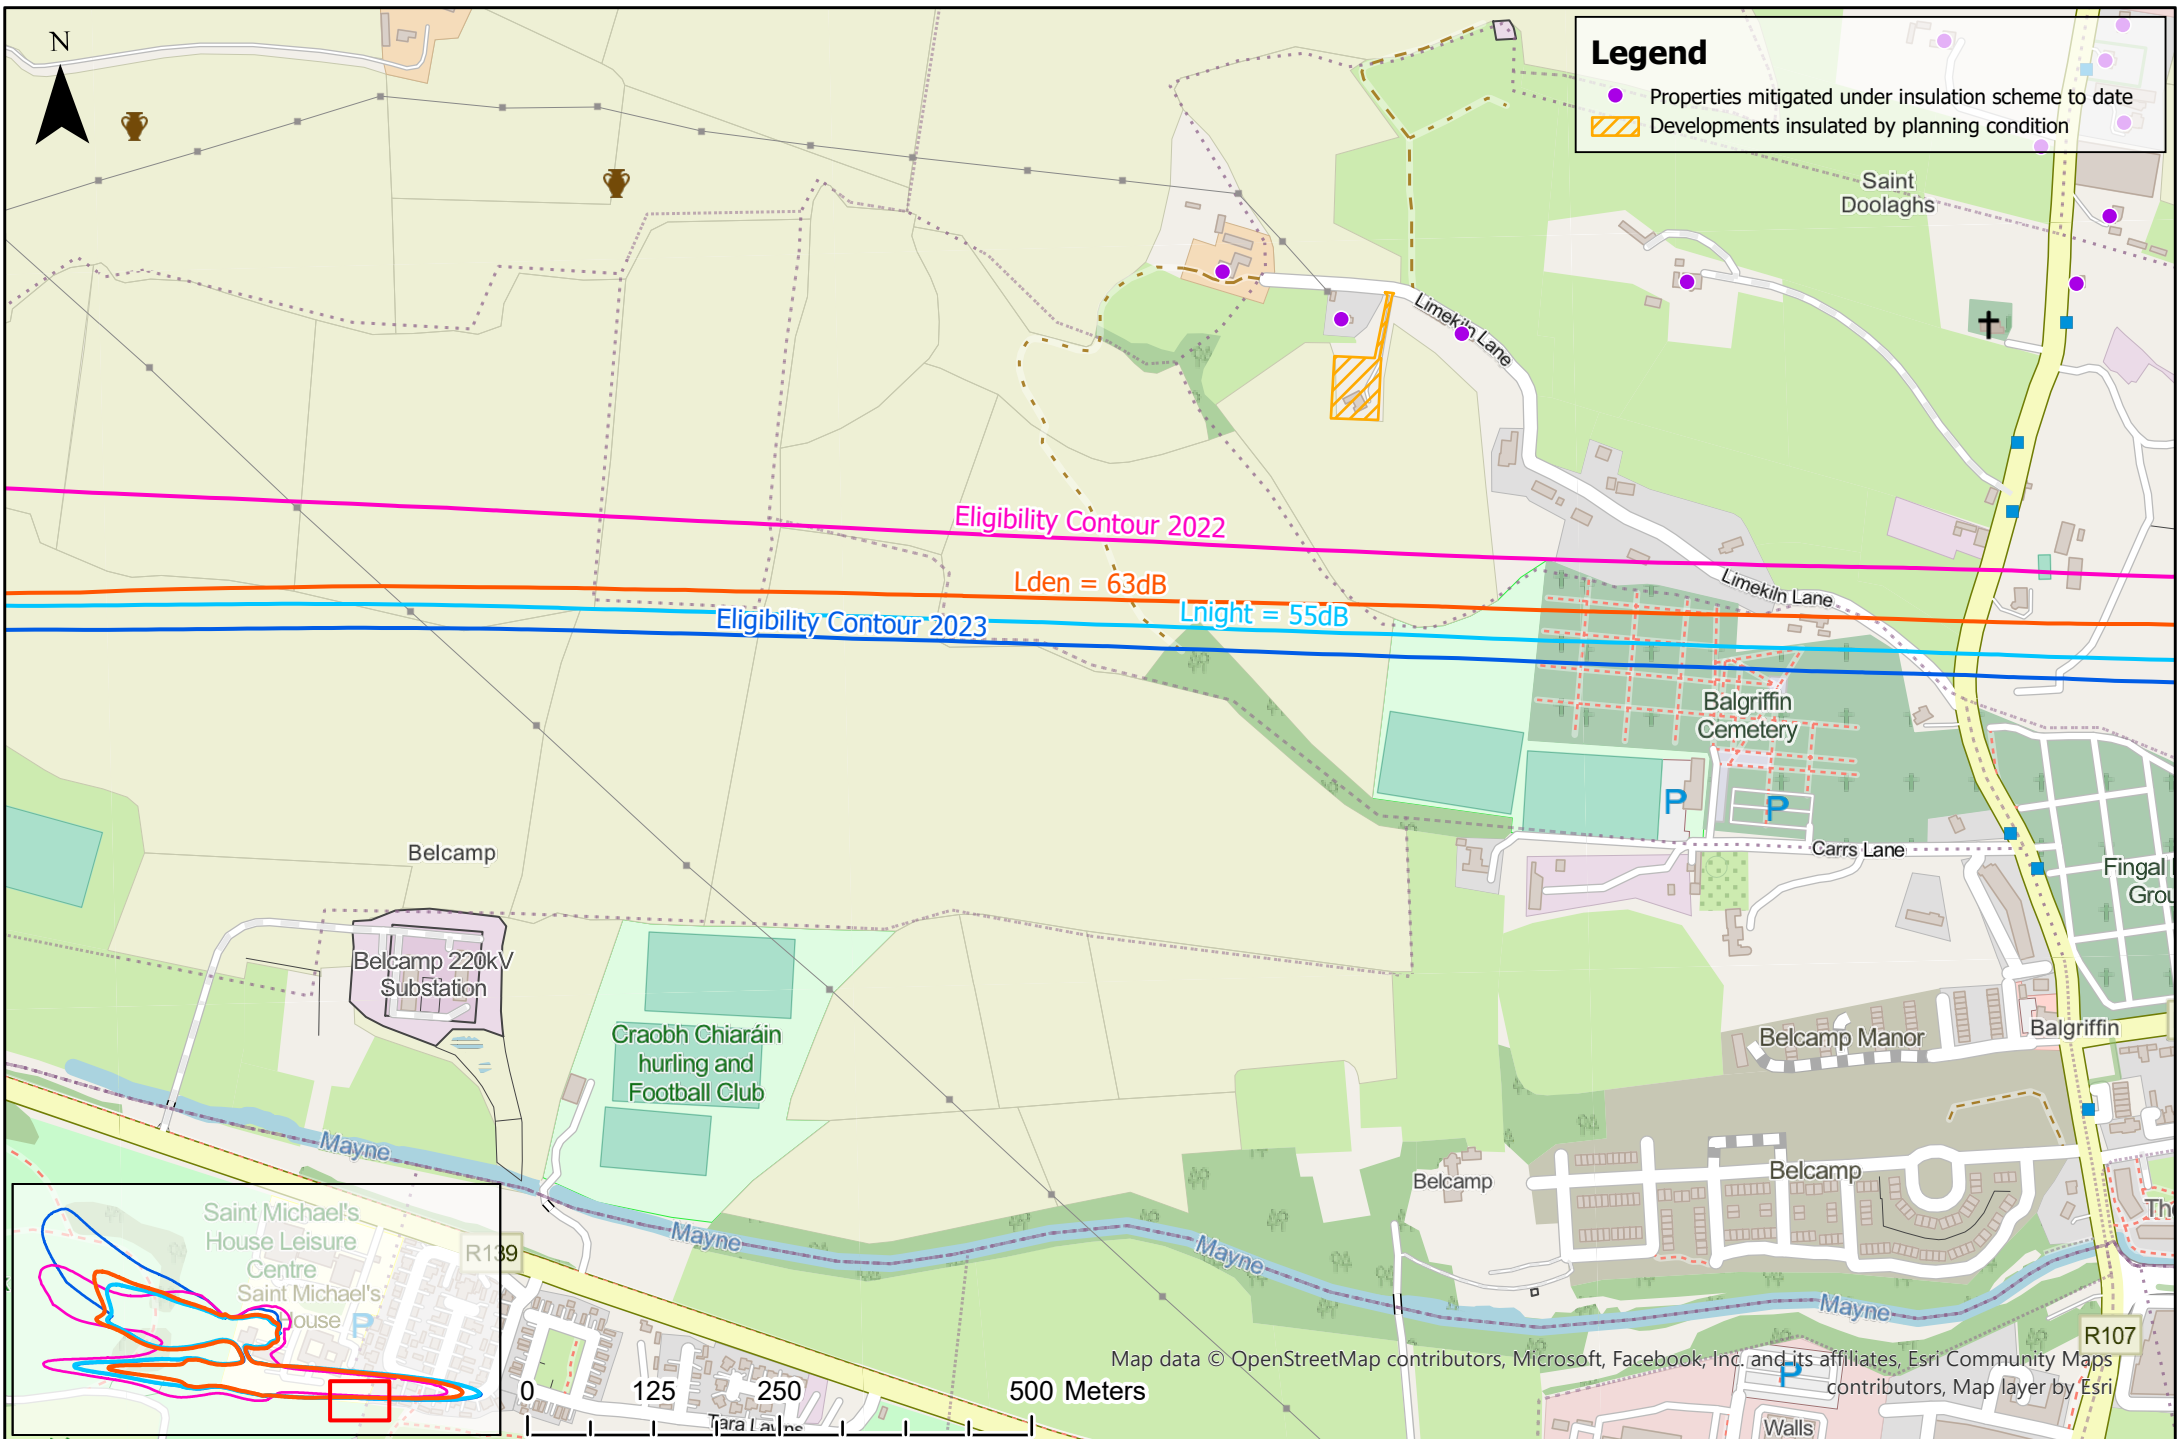 N
Legend
Properties mitigated under insulation scheme to date
Developments insulated by planning condition
Saint
Doolaghs
Limekiln Lane
Eligibility Contour 2022
Lden = 63dB
Limekiln Lane
Lnight = 55dB
Eligibility Contour 2023
Balgriffin
Cemetery
P
P
Belcamp
Carrs Lane
Fingal
Belcamp 220kV
Substation
Craobh Chiaráin
hurling and
Football Club
Belcamp Manor
Balgriffin
Mayne
Belcamp
Belcamp
Saint Michael's
House Leisure
Centre
Saint Michael's
House
P
R139
Mayne
Mayne
Mayne
R107
Map data © OpenStreetMap contributors, Microsoft, Facebook, Inc. and its affiliates, Esri Community Maps
contributors, Map layer by Esri
P
0 125 250 500 Meters
Tara Lawns
Walls